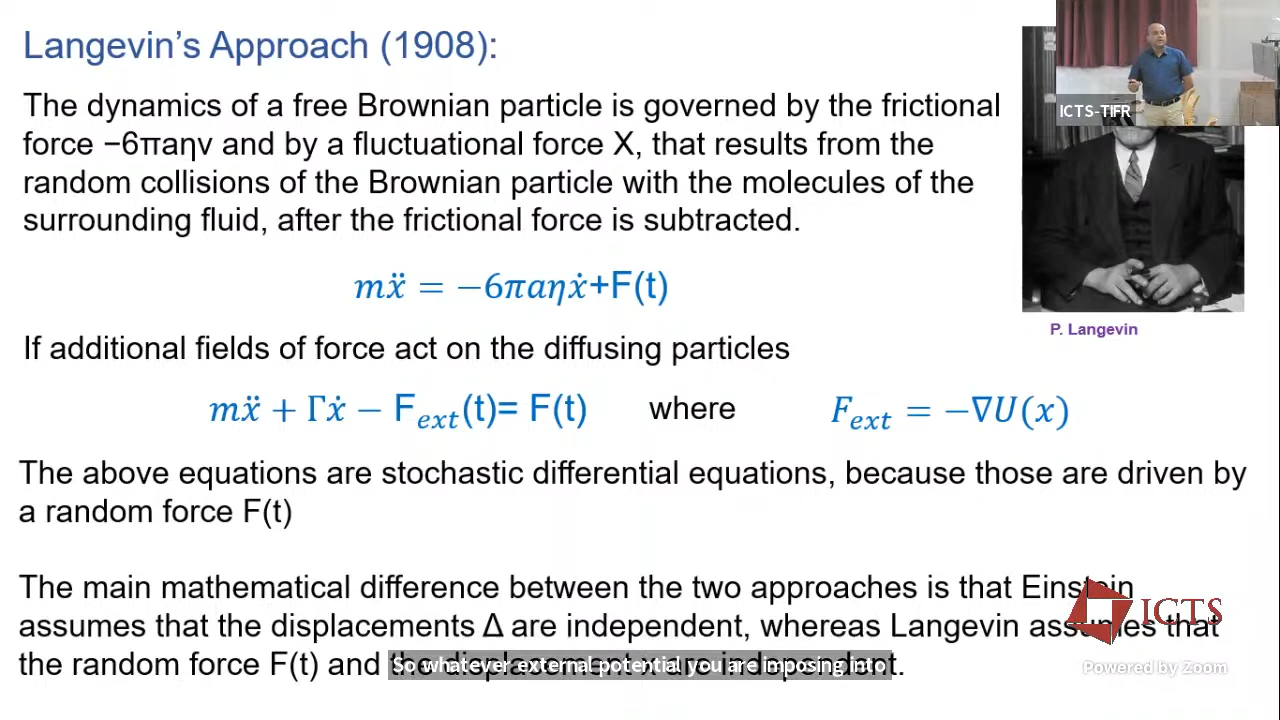 Langevin's Approach (1908):
The dynamics of a free Brownian particle is governed by the frictional
force −6πaηv and by a fluctuational force X, that results from the
random collisions of the Brownian particle with the molecules of the
surrounding fluid, after the frictional force is subtracted.
ICTS-TIFR
mẍ = −6πaηẋ+F(t)
P. Langevin
If additional fields of force act on the diffusing particles
mẍ + Γẋ − F_ext(t)= F(t) where F_ext = −∇U(x)
The above equations are stochastic differential equations, because those are driven by
a random force F(t)
The main mathematical difference between the two approaches is that Einstein
assumes that the displacements Δ are independent, whereas Langevin assumes that
the random force F(t) and the displacement x are independent.
So whatever external potential you are imposing into
ICTS
Powered by Zoom